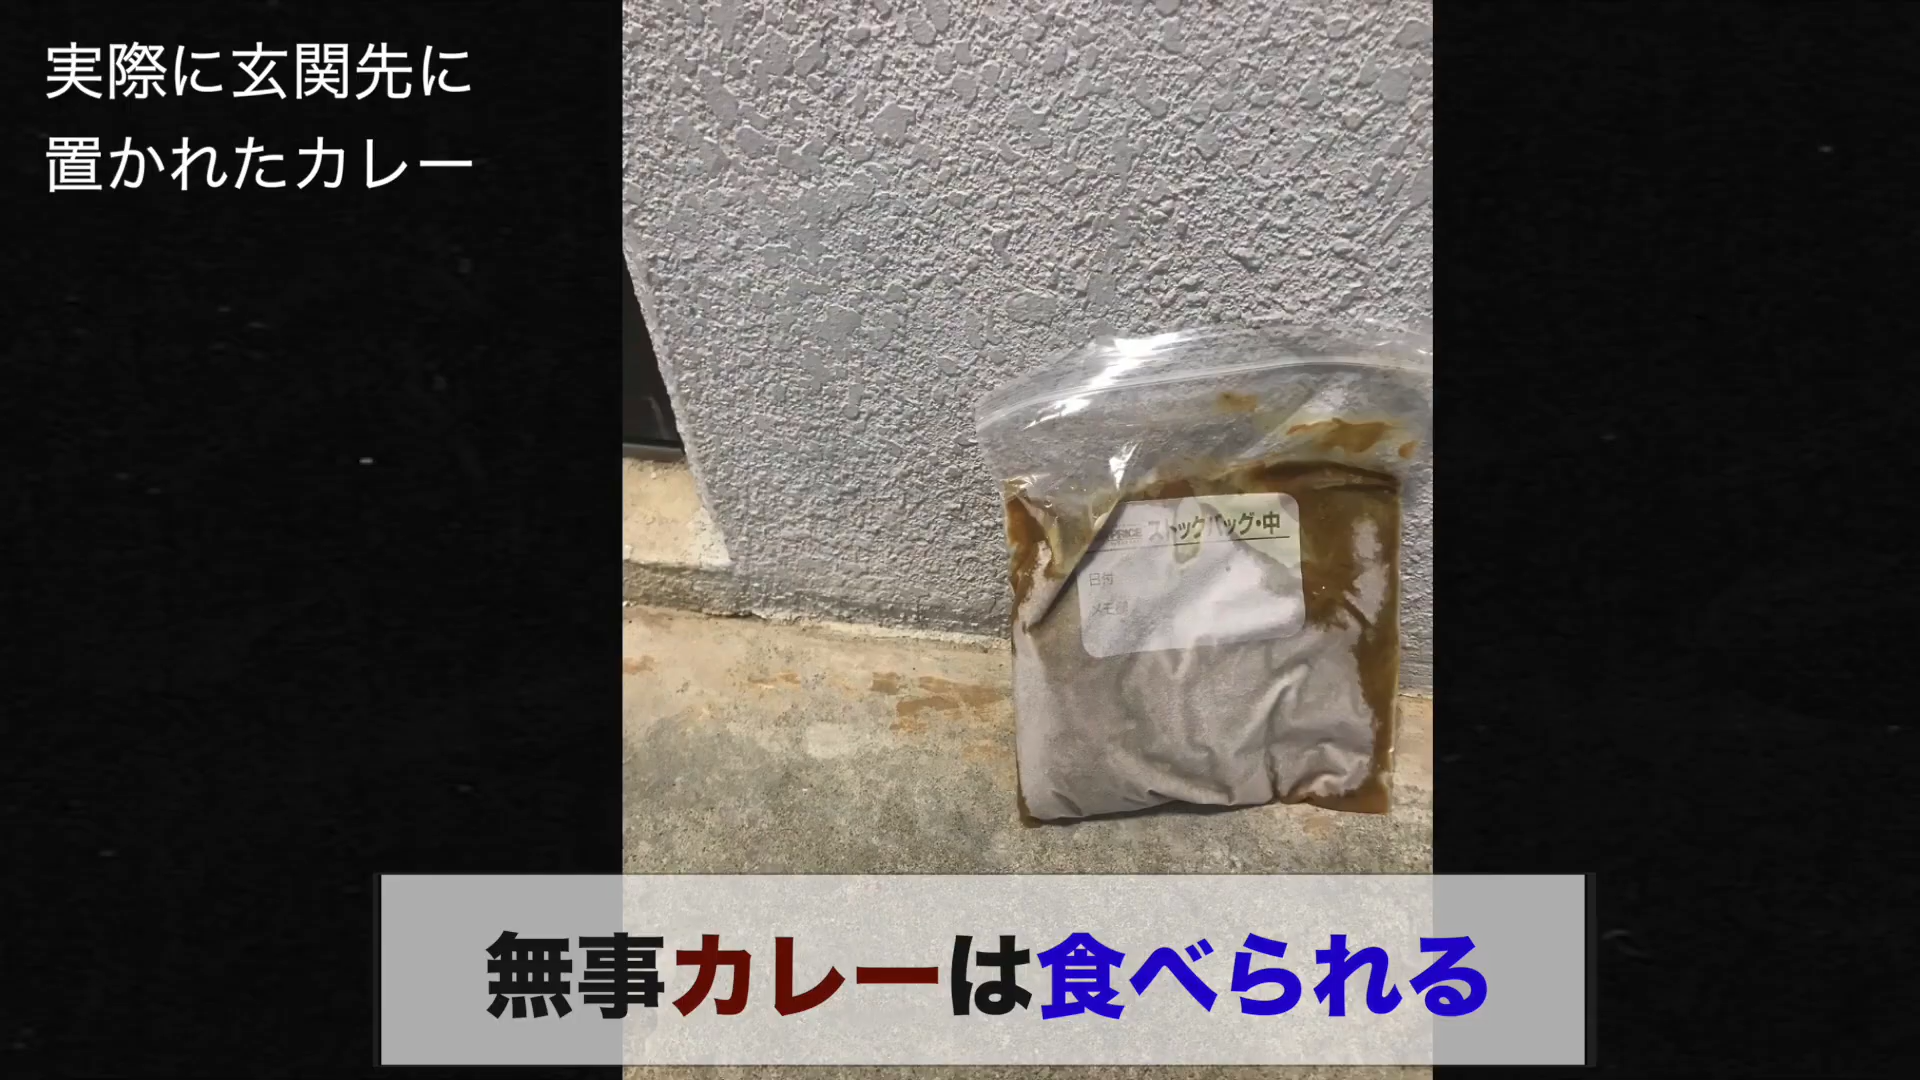 実際に玄関先に
置かれたカレー
ストックバッグ・中
日付
メモ欄
無事カレーは食べられる